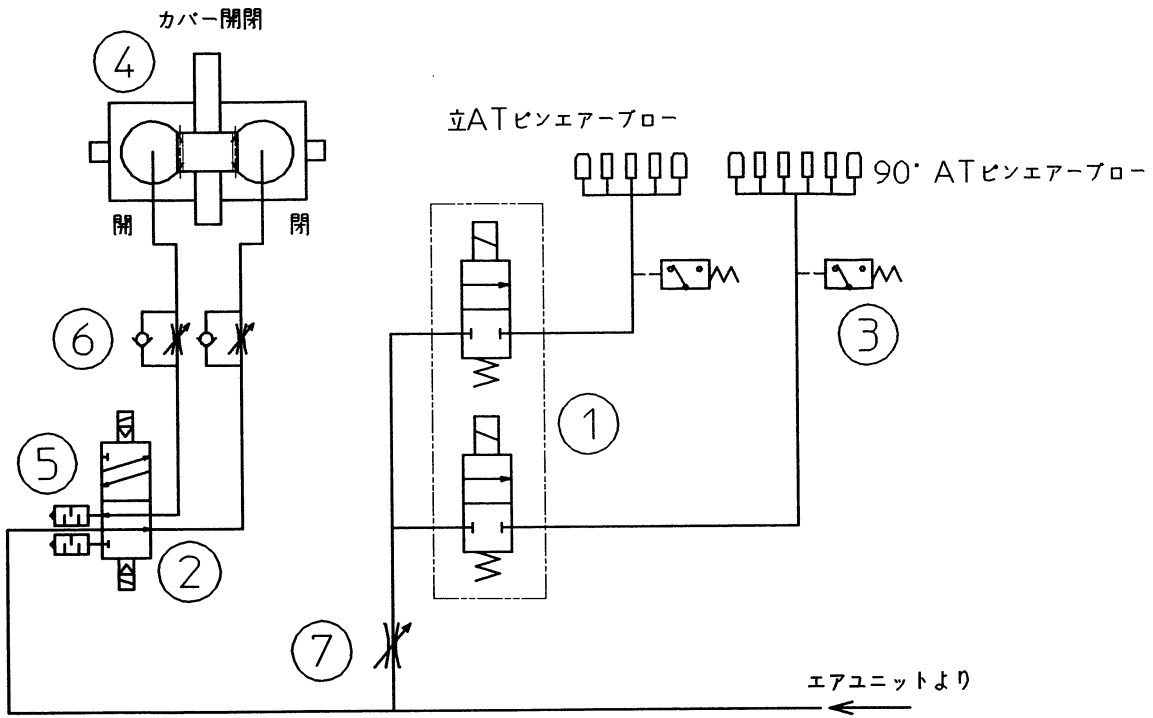 カバー開閉
④
立ATピンエアーブロー
90° ATピンエアーブロー
開
閉
⑥
③
①
⑤
②
⑦
エアユニットより